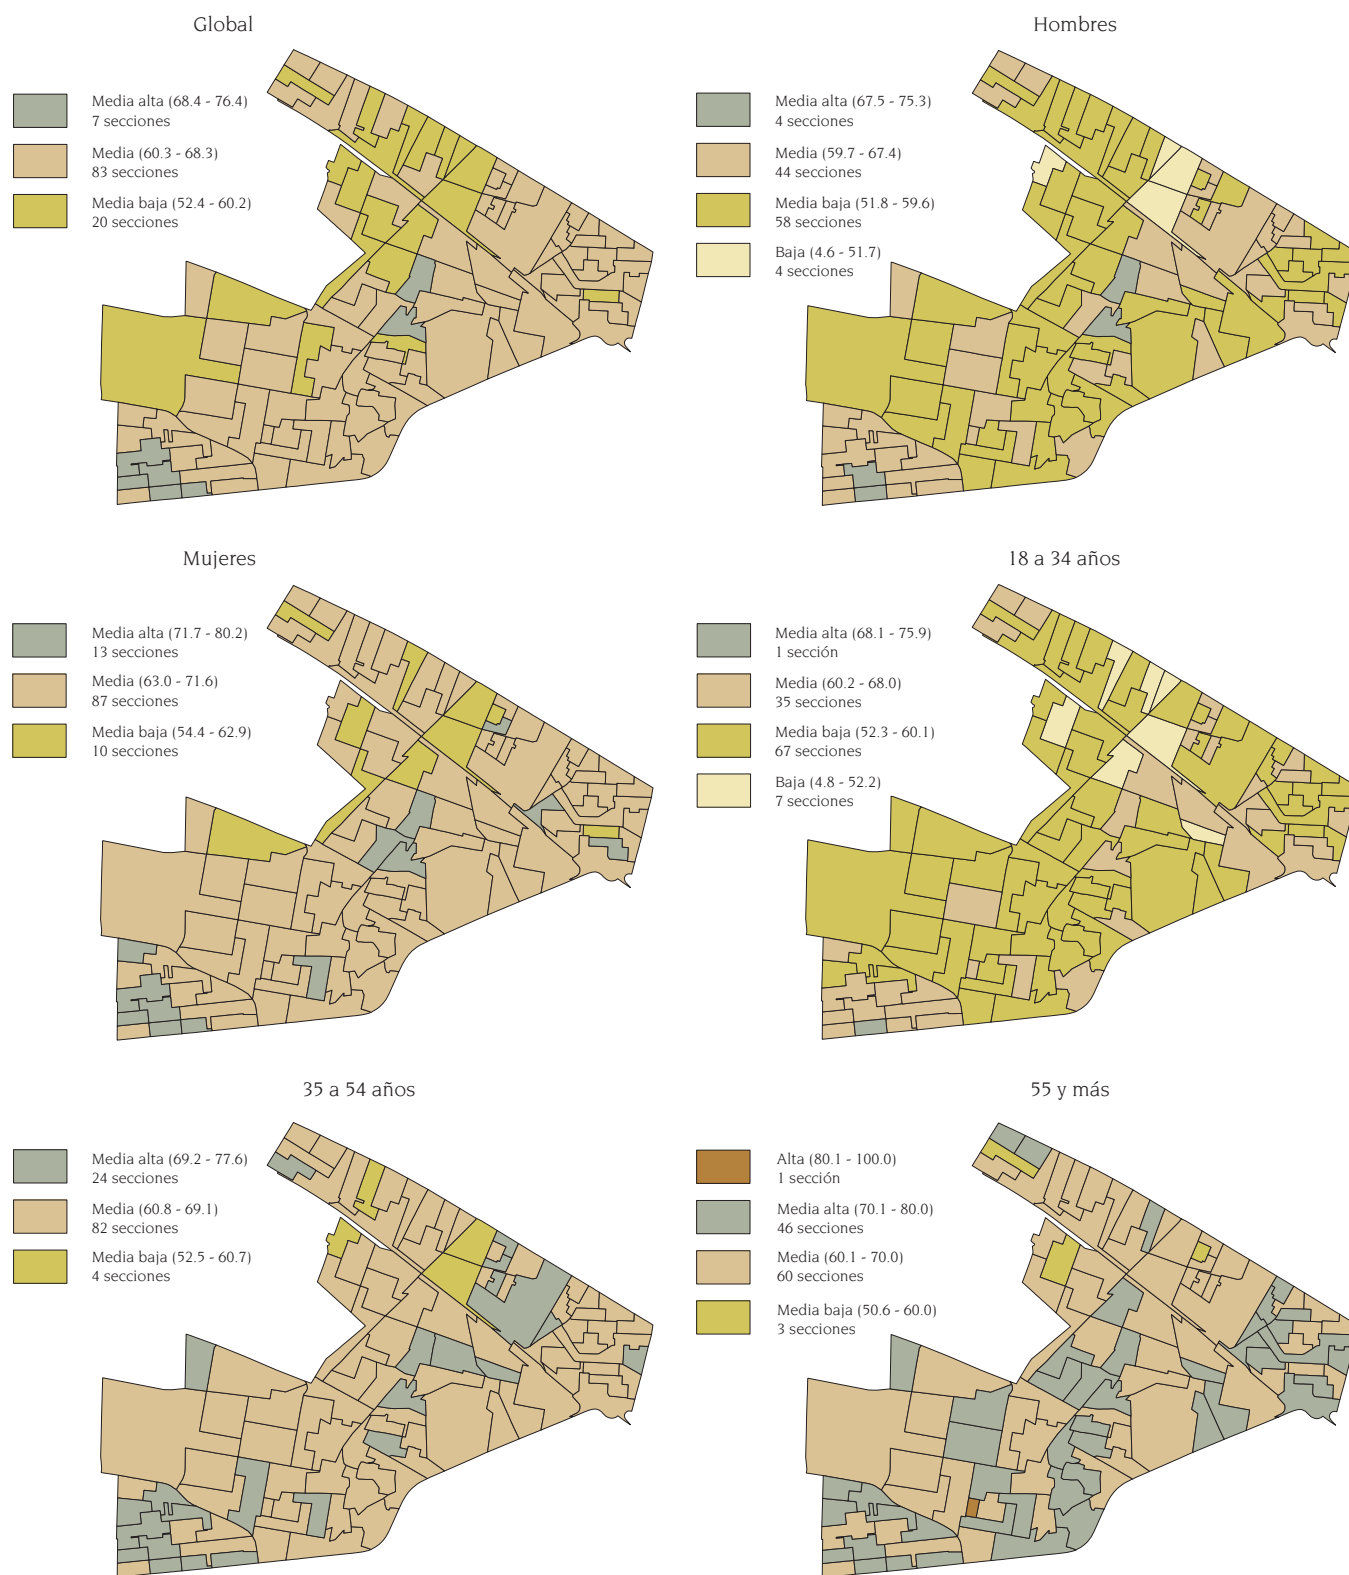 Global
Media alta (68.4 - 76.4)
7 secciones
Media (60.3 - 68.3)
83 secciones
Media baja (52.4 - 60.2)
20 secciones
Hombres
Media alta (67.5 - 75.3)
4 secciones
Media (59.7 - 67.4)
44 secciones
Media baja (51.8 - 59.6)
58 secciones
Baja (4.6 - 51.7)
4 secciones
Mujeres
Media alta (71.7 - 80.2)
13 secciones
Media (63.0 - 71.6)
87 secciones
Media baja (54.4 - 62.9)
10 secciones
18 a 34 años
Media alta (68.1 - 75.9)
1 sección
Media (60.2 - 68.0)
35 secciones
Media baja (52.3 - 60.1)
67 secciones
Baja (4.8 - 52.2)
7 secciones
35 a 54 años
Media alta (69.2 - 77.6)
24 secciones
Media (60.8 - 69.1)
82 secciones
Media baja (52.5 - 60.7)
4 secciones
55 y más
Alta (80.1 - 100.0)
1 sección
Media alta (70.1 - 80.0)
46 secciones
Media (60.1 - 70.0)
60 secciones
Media baja (50.6 - 60.0)
3 secciones